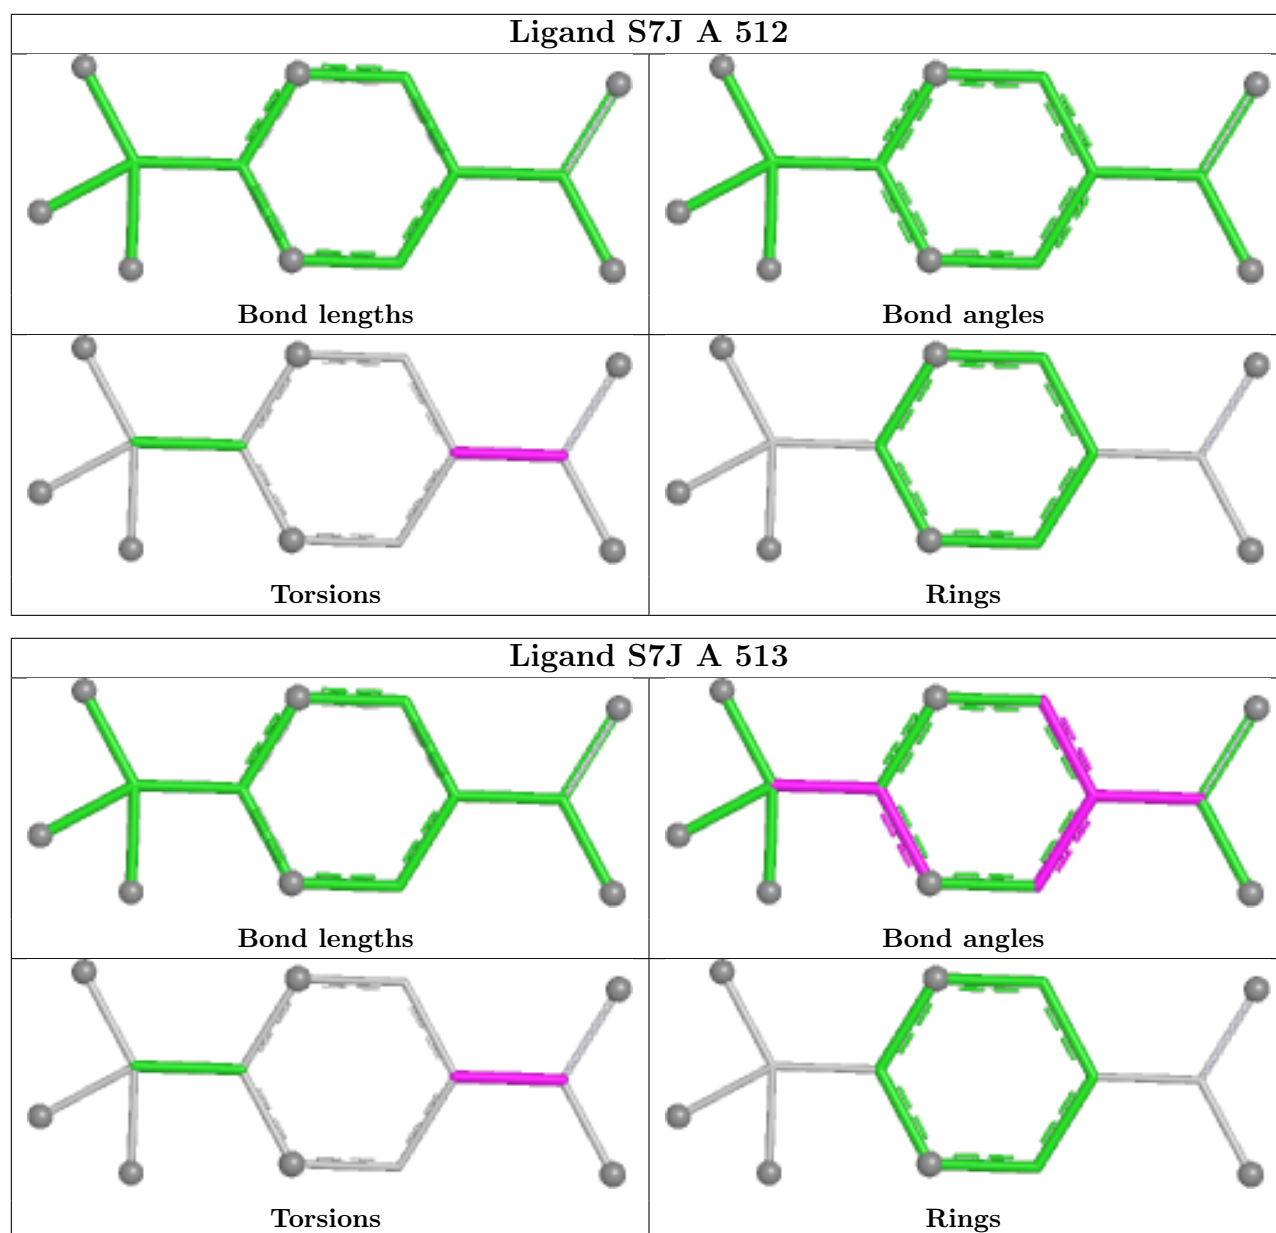 Ligand S7J A 512
Bond lengths
Bond angles
Torsions
Rings
Ligand S7J A 513
Bond lengths
Bond angles
Torsions
Rings